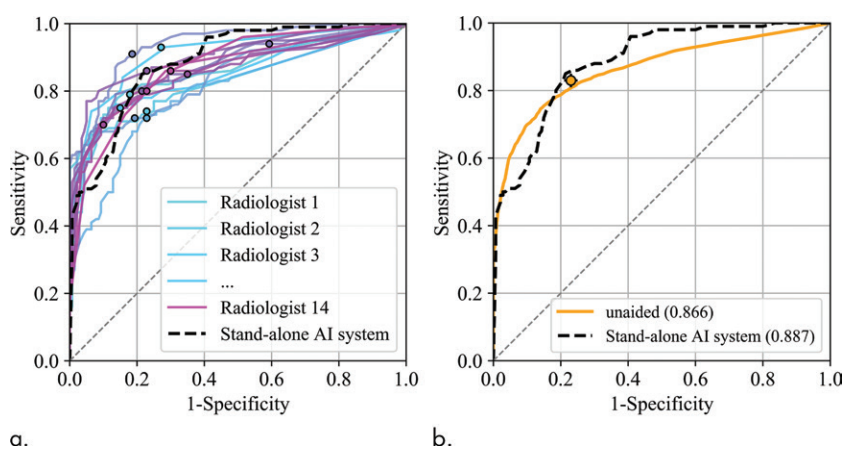 1.0
0.8
0.6
0.4
0.2
0.0
Sensitivity
0.0 0.2 0.4 0.6 0.8 1.0
1-Specificity
Radiologist 1
Radiologist 2
Radiologist 3
...
Radiologist 14
Stand-alone AI system
a.
1.0
0.8
0.6
0.4
0.2
0.0
Sensitivity
0.0 0.2 0.4 0.6 0.8 1.0
1-Specificity
unaided (0.866)
Stand-alone AI system (0.887)
b.